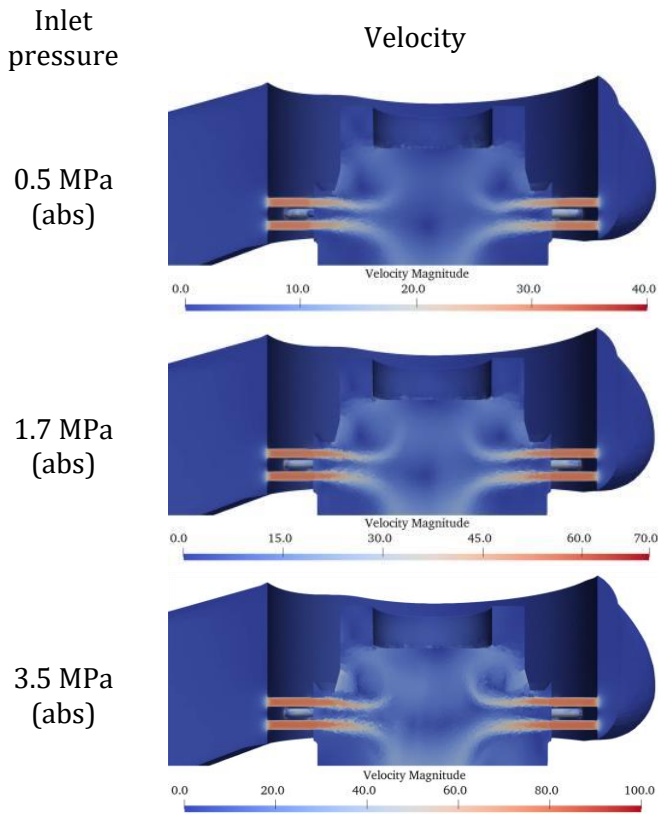 Inlet
pressure
Velocity
0.5 MPa
(abs)
Velocity Magnitude
0.0 10.0 20.0 30.0 40.0
1.7 MPa
(abs)
Velocity Magnitude
0.0 15.0 30.0 45.0 60.0 70.0
3.5 MPa
(abs)
Velocity Magnitude
0.0 20.0 40.0 60.0 80.0 100.0